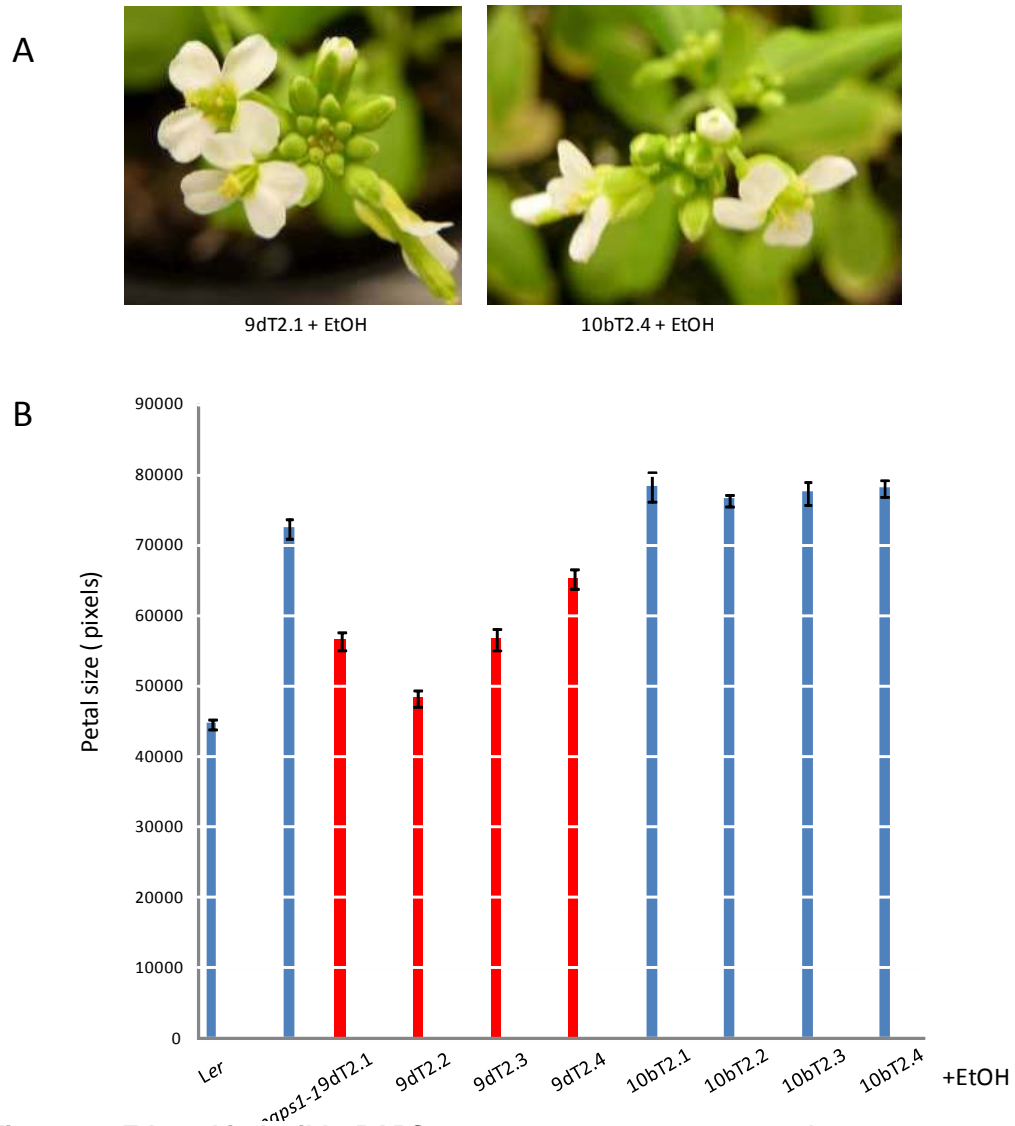 A
9dT2.1 + EtOH
10bT2.4 + EtOH
B
90000
80000
70000
60000
50000
40000
30000
20000
10000
0
Petal size ( pixels)
Ler
9dT2.1
9dT2.2
9dT2.3
9dT2.4
10bT2.1
10bT2.2
10bT2.3
10bT2.4
+EtOH